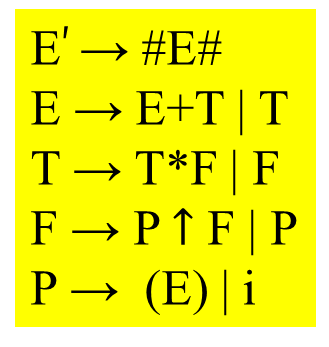 E′ → #E#
E → E+T | T
T → T*F | F
F → P↑F | P
P → (E) | i